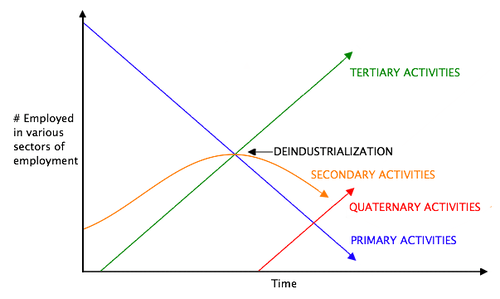 TERTIARY ACTIVITIES
# Employed
in various
sectors of
employment
DEINDUSTRIALIZATION
SECONDARY ACTIVITIES
QUATERNARY ACTIVITIES
PRIMARY ACTIVITIES
Time